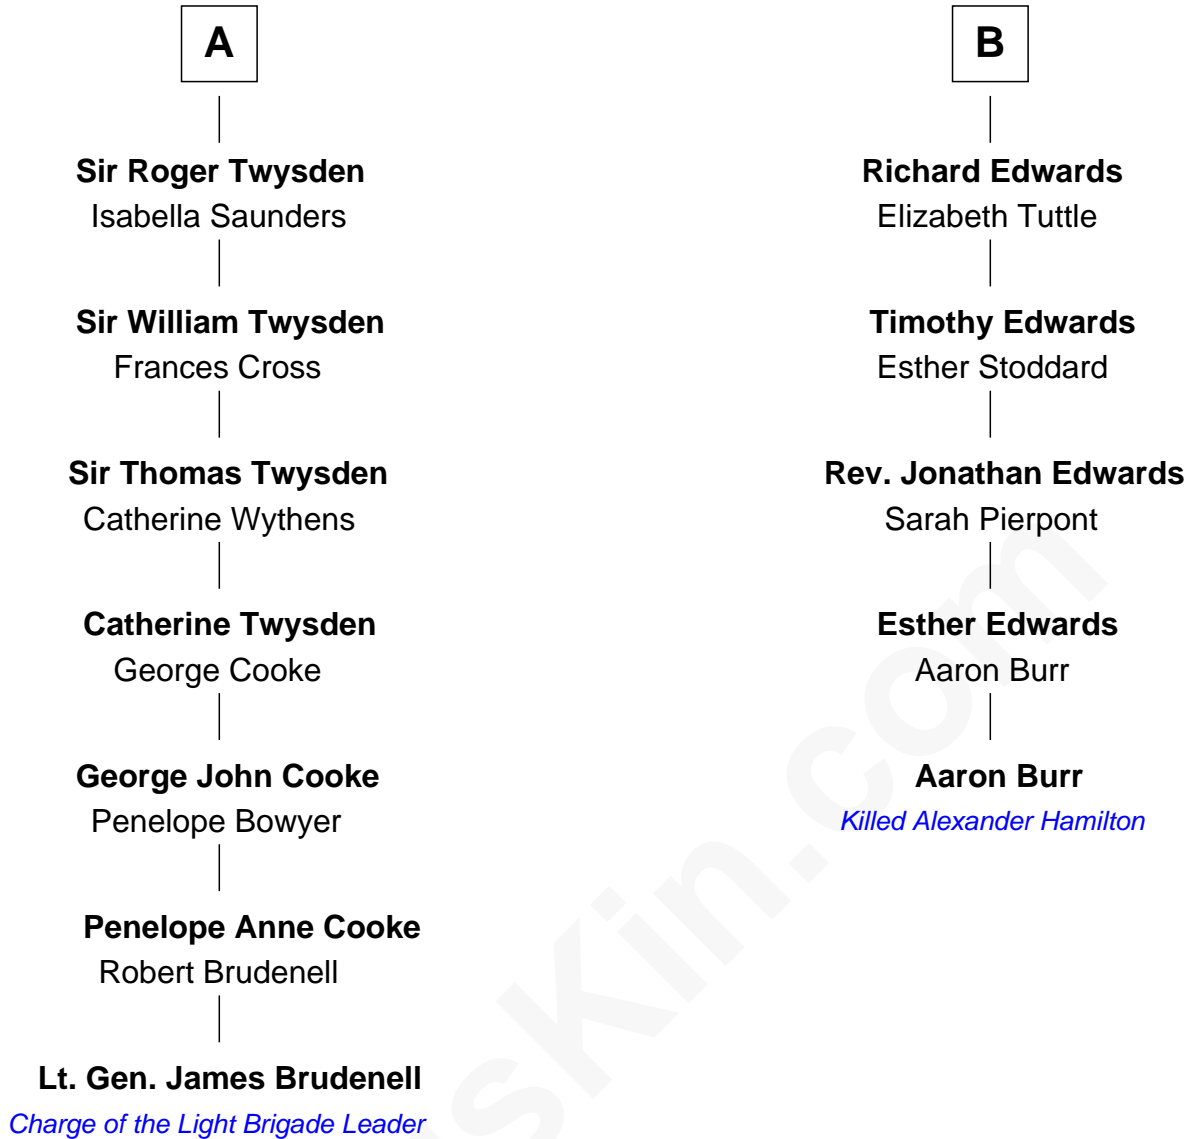 A
Sir Roger Twysden
Isabella Saunders
Sir William Twysden
Frances Cross
Sir Thomas Twysden
Catherine Wythens
Catherine Twysden
George Cooke
George John Cooke
Penelope Bowyer
Penelope Anne Cooke
Robert Brudenell
Lt. Gen. James Brudenell
Charge of the Light Brigade Leader
B
Richard Edwards
Elizabeth Tuttle
Timothy Edwards
Esther Stoddard
Rev. Jonathan Edwards
Sarah Pierpont
Esther Edwards
Aaron Burr
Aaron Burr
Killed Alexander Hamilton